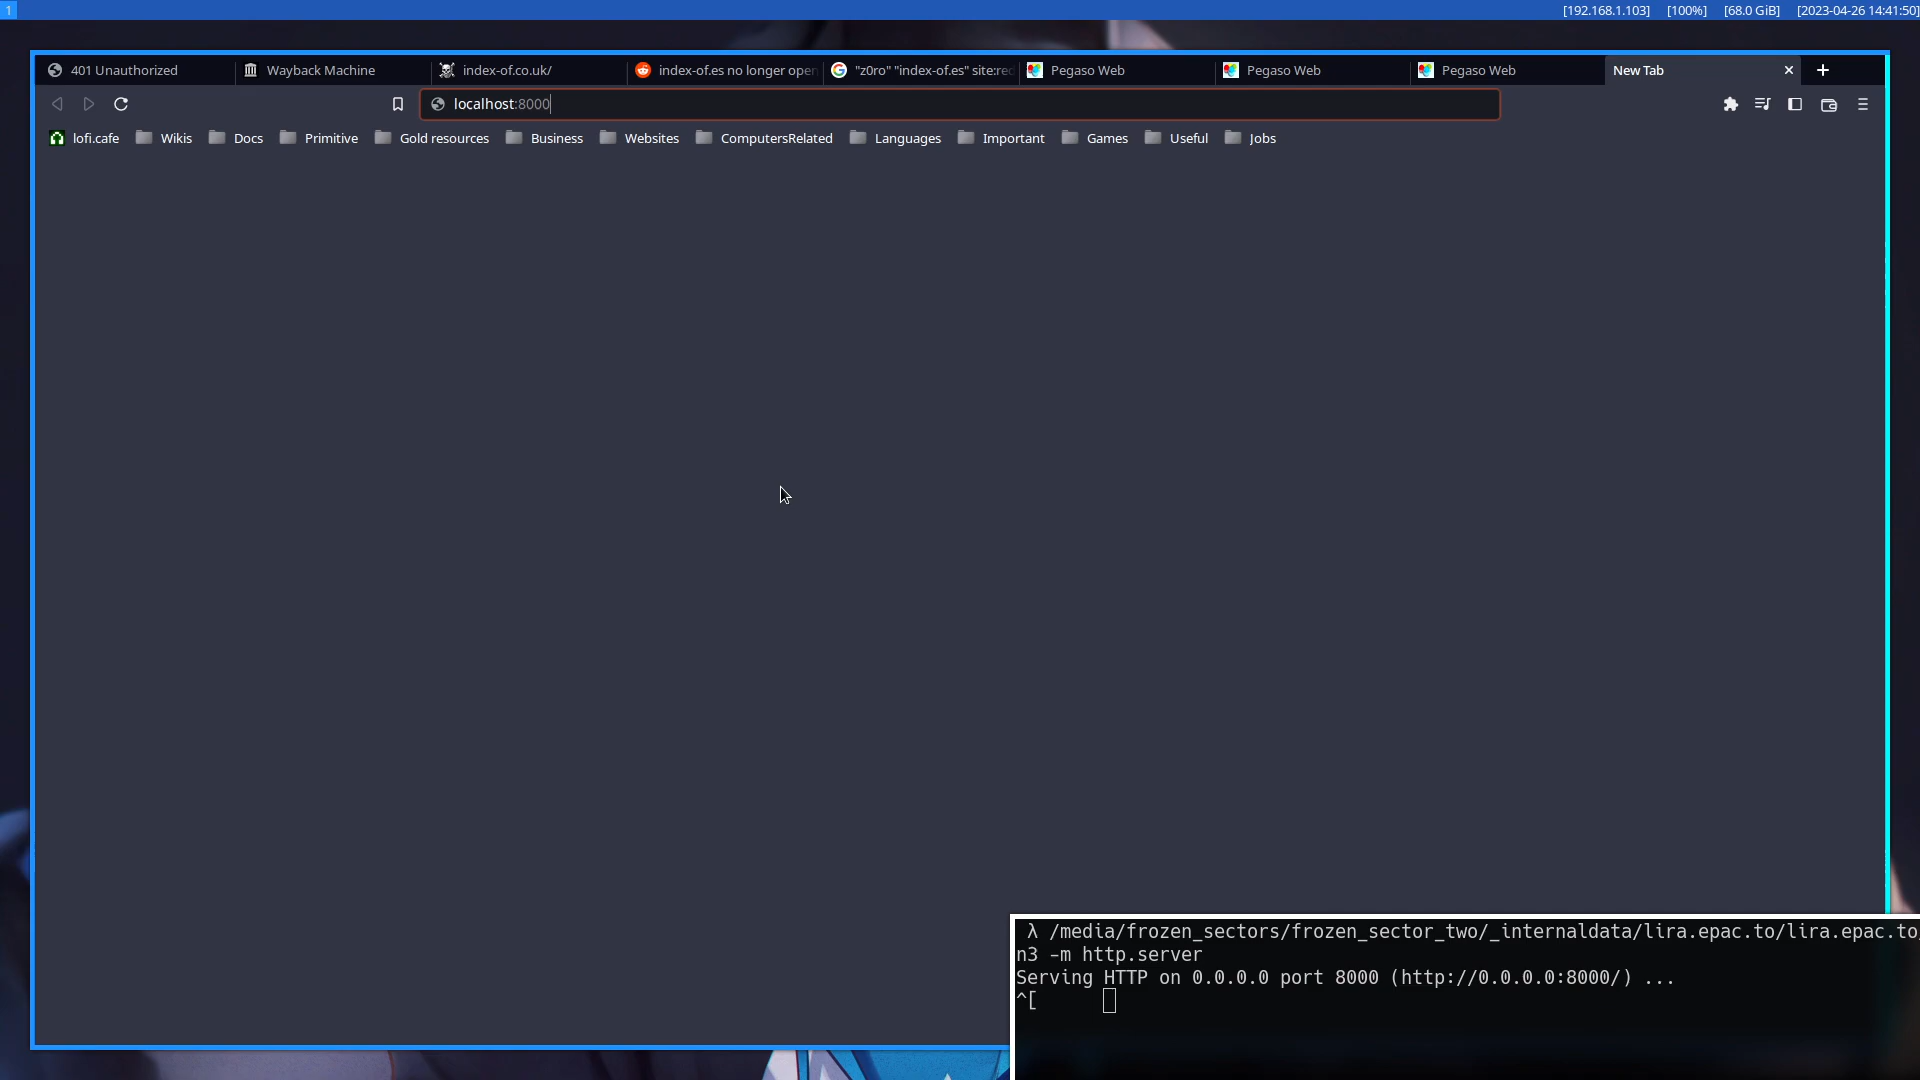 1 [192.168.1.103] [100%] [68.0 GiB] [2023-04-26 14:41:50]
401 Unauthorized Wayback Machine index-of.co.uk/ index-of.es no longer open "z0ro" "index-of.es" site:red Pegaso Web Pegaso Web Pegaso Web New Tab
localhost:8000
lofi.cafe Wikis Docs Primitive Gold resources Business Websites ComputersRelated Languages Important Games Useful Jobs
λ /media/frozen_sectors/frozen_sector_two/_internaldata/lira.epac.to/lira.epac.to/
n3 -m http.server
Serving HTTP on 0.0.0.0 port 8000 (http://0.0.0.0:8000/) ...
^[